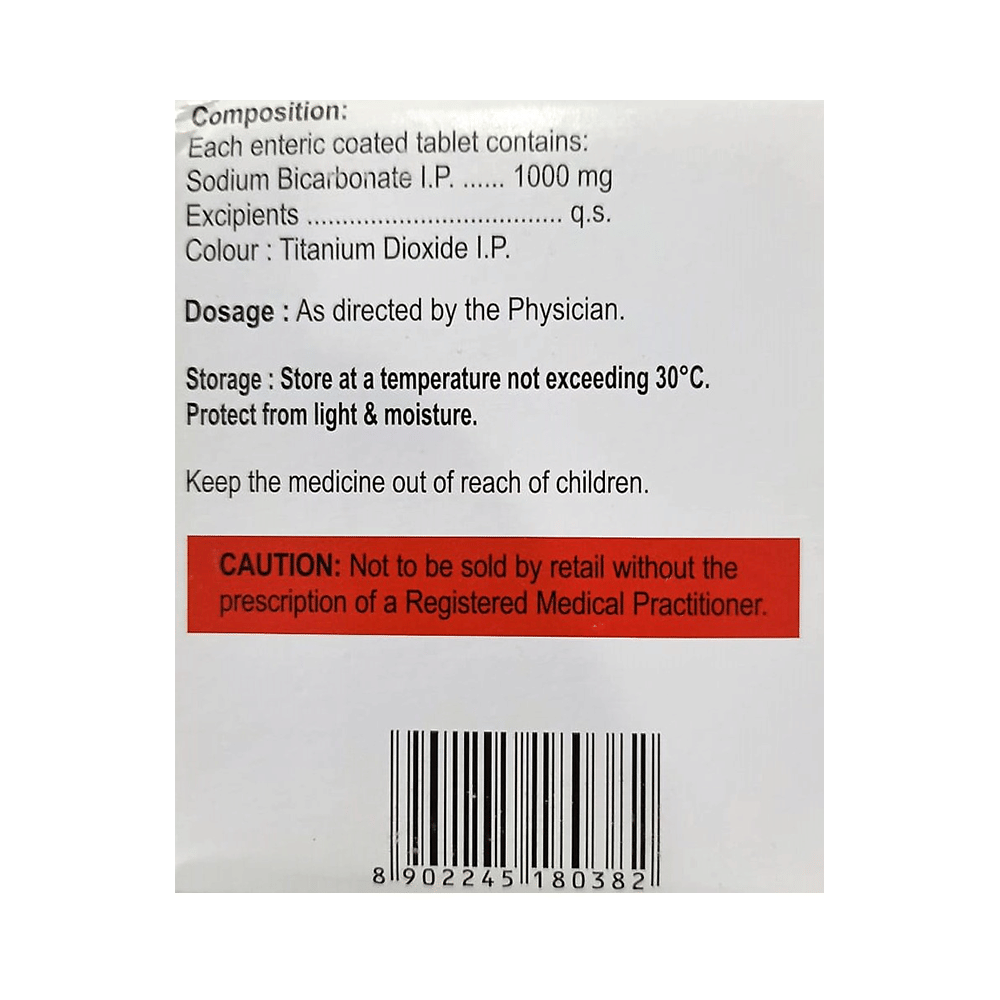 Composition:
Each enteric coated tablet contains:
Sodium Bicarbonate I.P. ...... 1000 mg
Excipients .................................... q.s.
Colour : Titanium Dioxide I.P.
Dosage : As directed by the Physician.
Storage : Store at a temperature not exceeding 30°C.
Protect from light & moisture.
Keep the medicine out of reach of children.
CAUTION: Not to be sold by retail without the
prescription of a Registered Medical Practitioner.
8 902245 180382